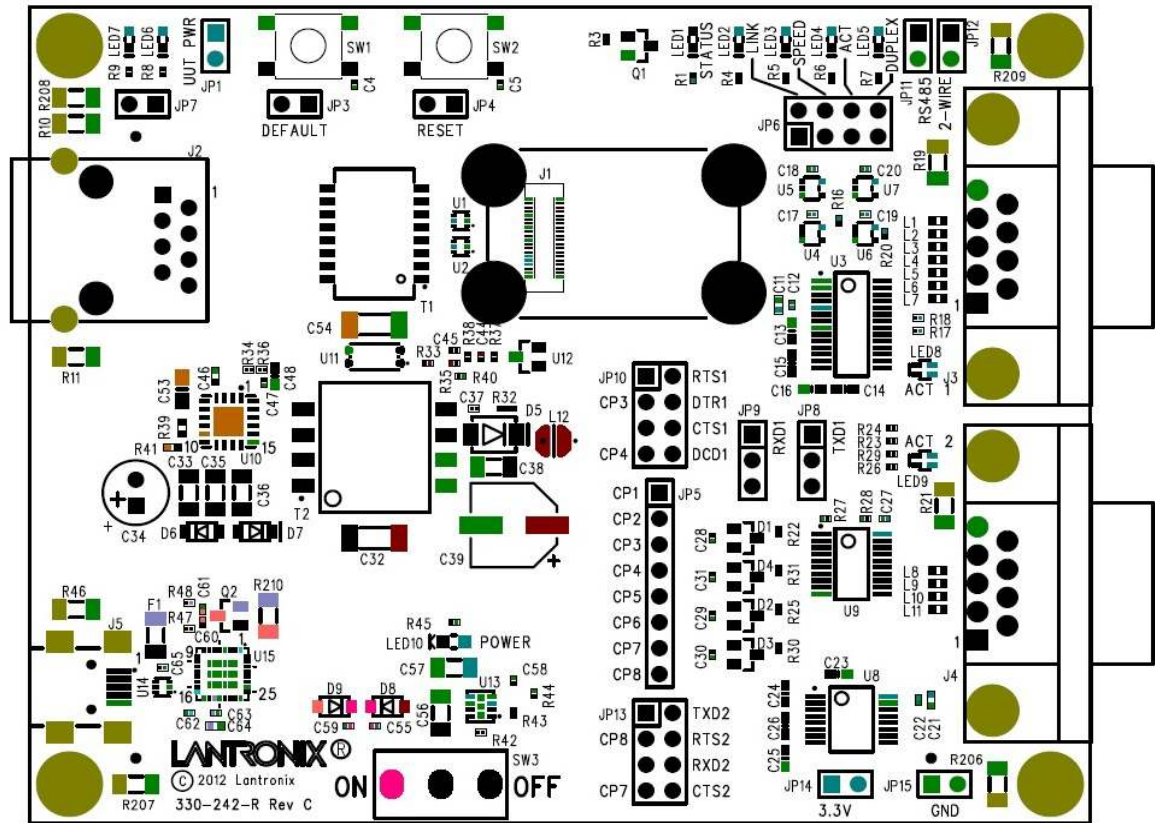 LED7
LED6
UUT PWR
R9
R8
JP1
R208
R10
JP7
SW1
C4
JP3
DEFAULT
SW2
C5
JP4
RESET
R3
Q1
LED1
STATUS
R1
LED2
LINK
R4
LED3
SPEED
R5
LED4
ACT
R6
LED5
DUPLEX
R7
JP11
JP6
JP12
RS485
2-WIRE
R209
J2
1
R11
T1
U1
U2
J1
C18
C20
U5
U7
R16
C17
C19
U4
U6
R20
U3
R19
L1
L2
L3
L4
L5
L6
L7
1
R18
R17
C11
C12
C13
C15
C16
C14
LED8
ACT 1
J3
C54
U11
R33
C45
R38
C44
R37
R40
R35
U12
C53
C46
R34
R36
C47
C48
1
R39
R41
10
15
U10
C33
C35
C36
+
+
C34
D6
D7
T2
C37
R32
D5
L12
C38
C32
C39
+
JP10
RTS1
CP3
DTR1
CTS1
CP4
DCD1
JP9
RXD1
JP8
TXD1
R24
R23
R29
R26
ACT 2
LED9
R21
CP1
JP5
CP2
CP3
CP4
CP5
CP6
CP7
CP8
C28
D1
R22
C31
D4
R31
C29
D2
R25
C30
D3
R30
R27
R28
C27
U9
L8
L9
L10
L11
1
J4
R46
J5
F1
R48
R47
C61
Q2
R210
C60
1
9
1
U15
C65
U14
16
25
C62
C63
C64
R45
LED10
POWER
C57
C58
U13
R44
R43
C56
R42
D9
D8
C59
C55
JP13
TXD2
CP8
RTS2
RXD2
CP7
CTS2
C23
U8
C24
C26
C25
C22
C21
LANTRONIX®
© 2012 Lantronix
330-242-R Rev C
R207
ON
OFF
SW3
JP14
3.3V
JP15
GND
R206